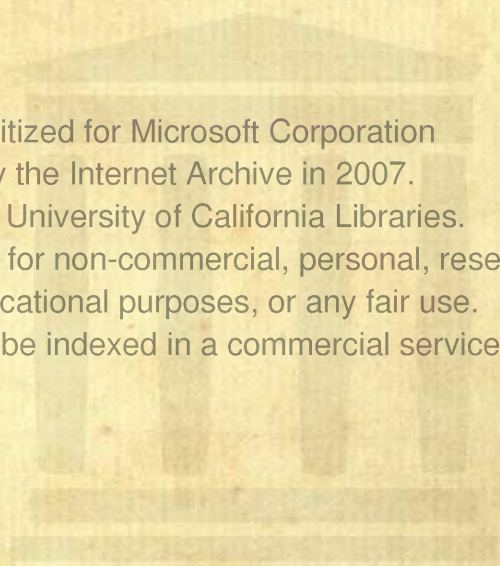 itized for Microsoft Corporation
y the Internet Archive in 2007.
University of California Libraries.
for non-commercial, personal, rese
cational purposes, or any fair use.
be indexed in a commercial service